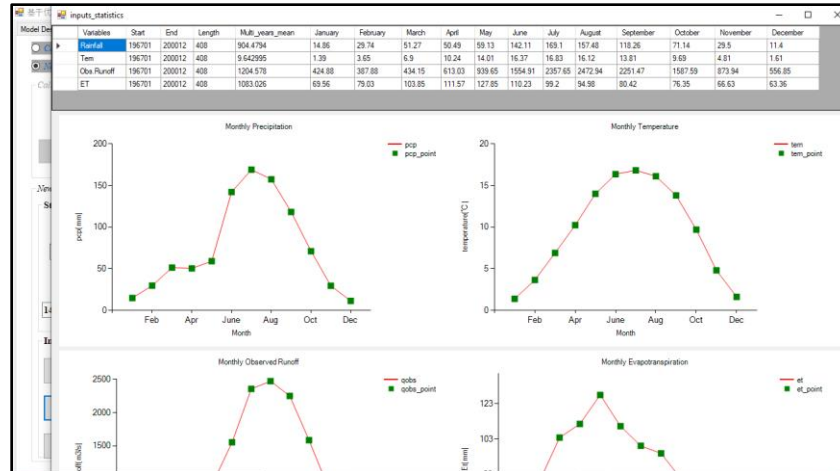 基于优
inputs_statistics
Model De
Variables Start End Length Multi_years_mean January February March April May June July August September October November December
Rainfall 196701 200012 408 904.4794 14.86 29.74 51.27 50.49 59.13 142.11 169.1 157.48 118.26 71.14 29.5 11.4
Tem 196701 200012 408 9.642995 1.39 3.65 6.9 10.24 14.01 16.37 16.83 16.12 13.81 9.69 4.81 1.61
Obs.Runoff 196701 200012 408 1204.578 424.88 387.88 434.15 613.03 939.65 1554.91 2357.65 2472.94 2251.47 1587.59 873.94 556.85
ET 196701 200012 408 1083.026 69.56 79.03 103.85 111.57 127.85 110.23 99.2 94.98 80.42 76.35 66.63 63.36
Monthly Precipitation
pcp
pcp_point
200
150
100
50
0
pcp[mm]
Feb Apr June Aug Oct Dec
Month
Monthly Temperature
tem
tem_point
20
15
10
5
0
temperature[°C]
Feb Apr June Aug Oct Dec
Month
Monthly Observed Runoff
qobs
qobs_point
2500
2000
1500
Monthly Evapotranspiration
et
et_point
123
103